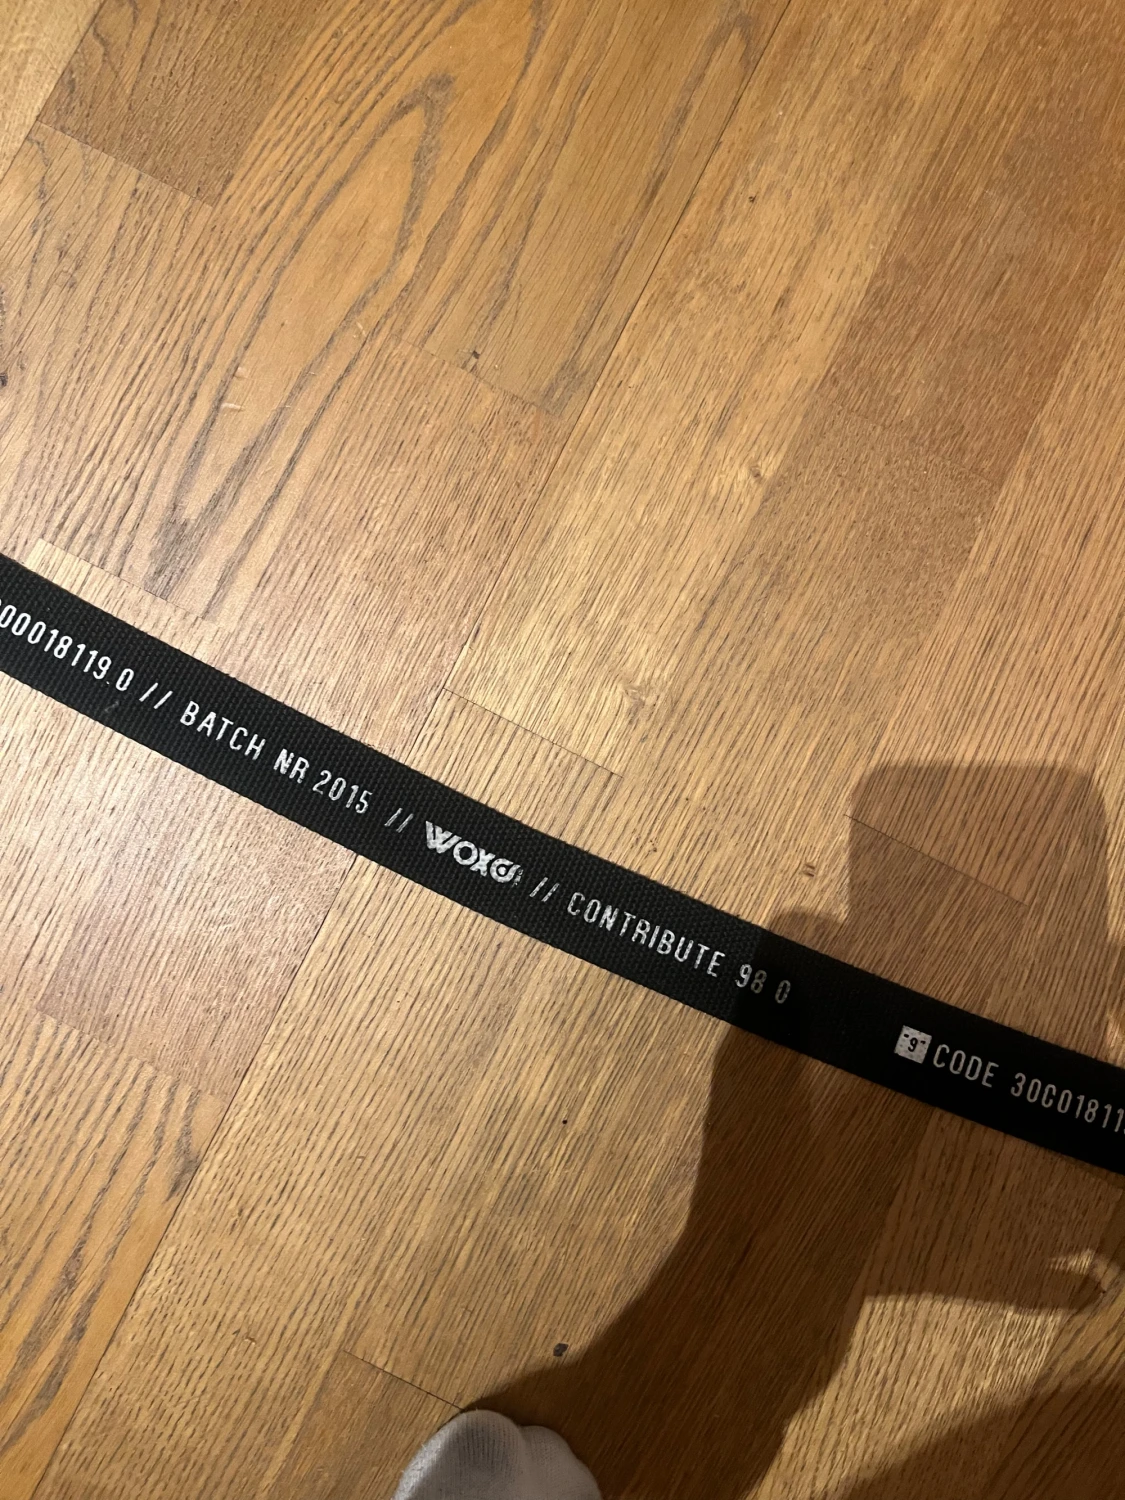 00018119.0 // BATCH NR 2015 // WOXO // CONTRIBUTE 98 0
"9" CODE 30C01811